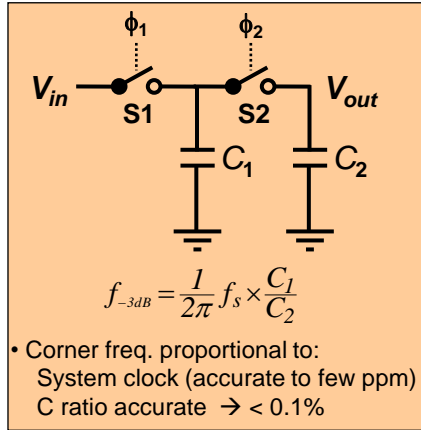 ϕ1 ϕ2
Vin S1 S2 Vout
C1 C2
f-3dB = 1/2π fs × C1/C2
• Corner freq. proportional to:
System clock (accurate to few ppm)
C ratio accurate → < 0.1%